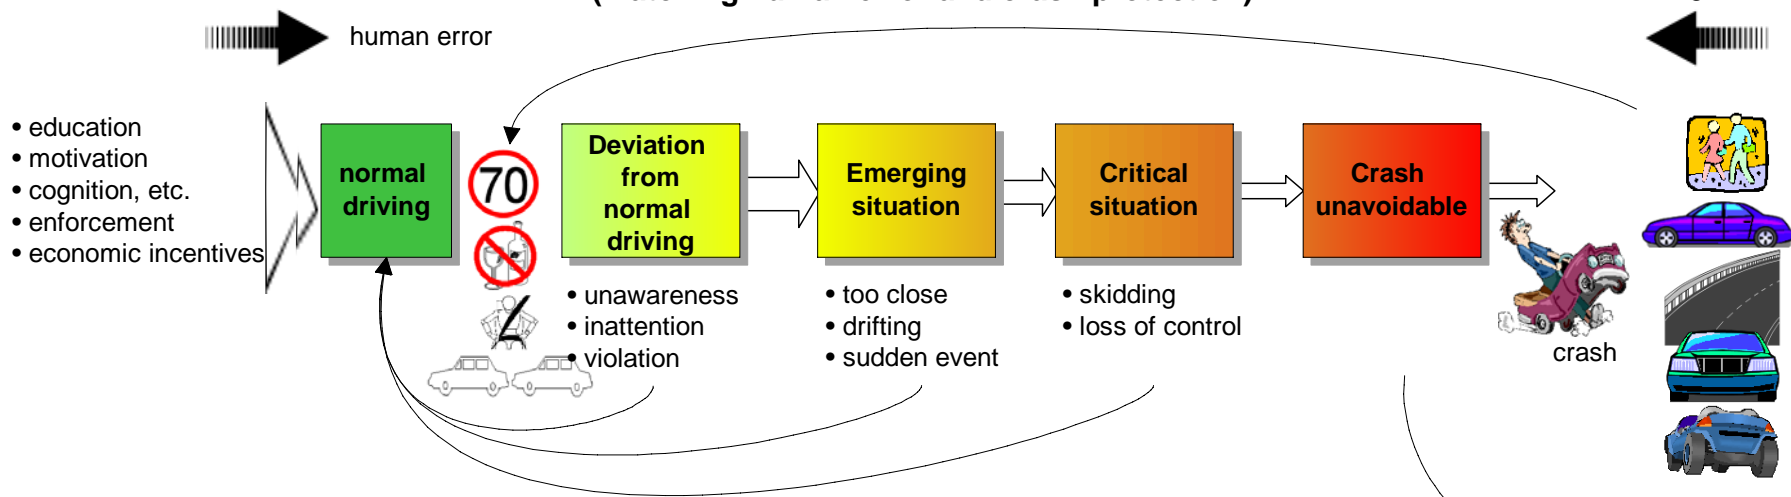 human error
• education
• motivation
• cognition, etc.
• enforcement
• economic incentives
normal
driving
70
Deviation
from
normal
driving
• unawareness
• inattention
• violation
Emerging
situation
• too close
• drifting
• sudden event
Critical
situation
• skidding
• loss of control
Crash
unavoidable
crash